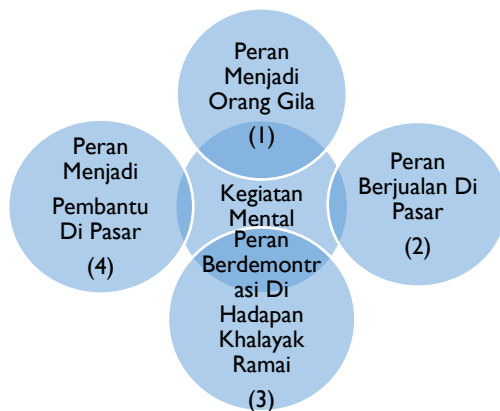 Peran
Menjadi
Orang Gila
(1)
Peran
Berjualan Di
Pasar
(2)
Kegiatan
Mental
Peran
Berdemontr
asi Di
Hadapan
Khalayak
Ramai
(3)
Peran
Menjadi
Pembantu
Di Pasar
(4)